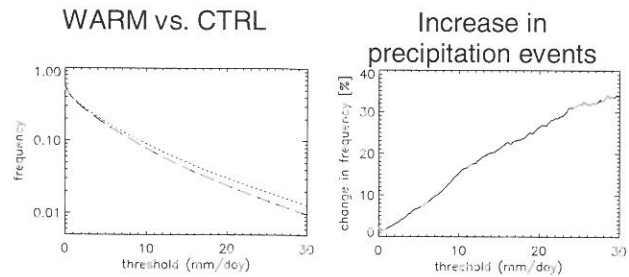 WARM vs. CTRL
1.00
0.10
0.01
frequency
0
10
20
30
threshold (mm/day)
Increase in
precipitation events
40
30
20
10
0
change in frequency [%]
0
10
20
30
threshold (mm/day)